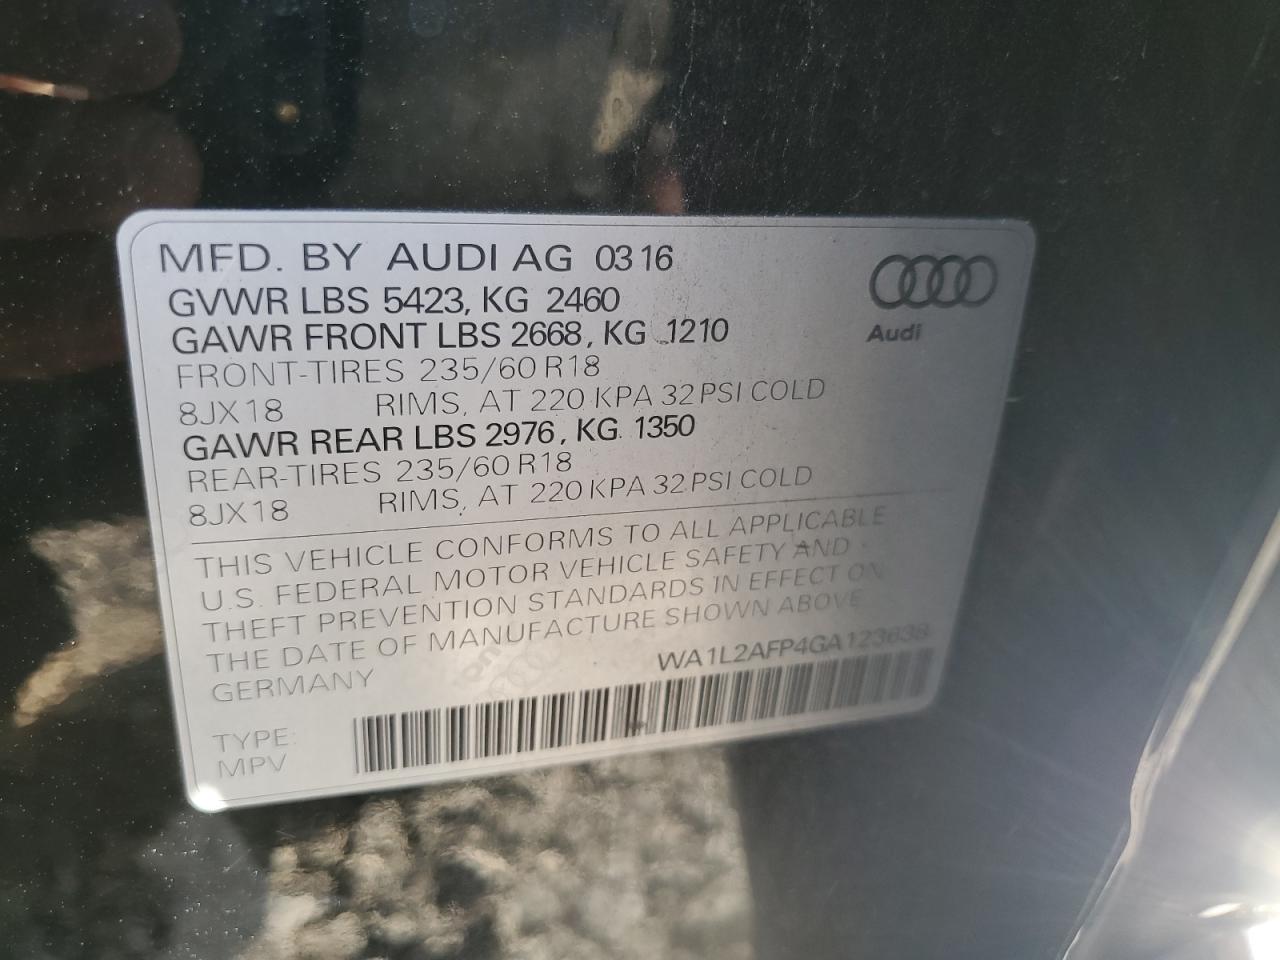 MFD. BY AUDI AG 0316
GVWR LBS 5423, KG 2460
GAWR FRONT LBS 2668, KG 1210
FRONT-TIRES 235/60 R18
8JX18 RIMS, AT 220 KPA 32 PSI COLD
GAWR REAR LBS 2976, KG 1350
REAR-TIRES 235/60 R18
8JX18 RIMS, AT 220 KPA 32 PSI COLD
Audi
THIS VEHICLE CONFORMS TO ALL APPLICABLE
U.S. FEDERAL MOTOR VEHICLE SAFETY AND
THEFT PREVENTION STANDARDS IN EFFECT ON
THE DATE OF MANUFACTURE SHOWN ABOVE
GERMANY
WA1L2AFP4GA123638
TYPE:
MPV